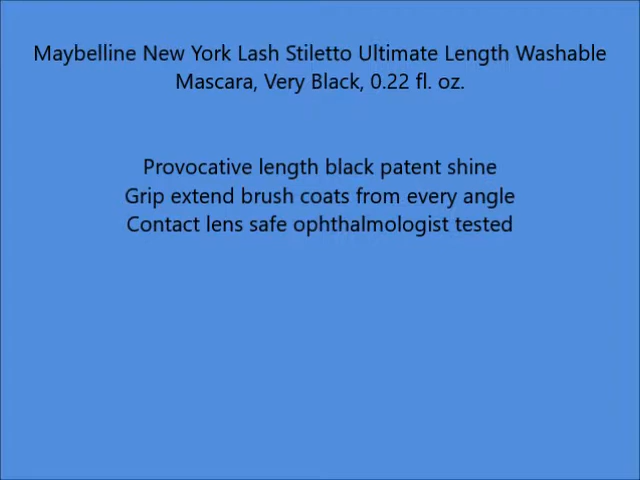 Maybelline New York Lash Stiletto Ultimate Length Washable
Mascara, Very Black, 0.22 fl. oz.
Provocative length black patent shine
Grip extend brush coats from every angle
Contact lens safe ophthalmologist tested